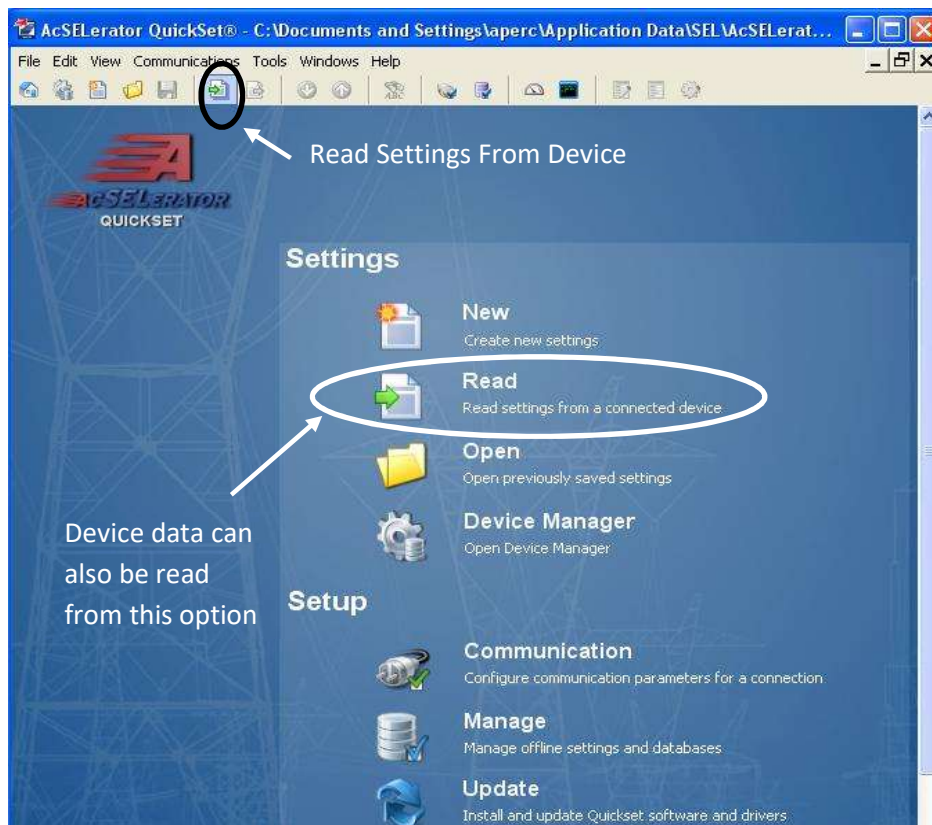 AcSELerator QuickSet® - C:\Documents and Settings\aperc\Application Data\SEL\AcSELerat...
File Edit View Communications Tools Windows Help
Read Settings From Device
ACSELERATOR
QUICKSET
Settings
New
Create new settings
Read
Read settings from a connected device
Open
Open previously saved settings
Device Manager
Open Device Manager
Device data can
also be read
from this option
Setup
Communication
Configure communication parameters for a connection
Manage
Manage offline settings and databases
Update
Install and update Quickset software and drivers